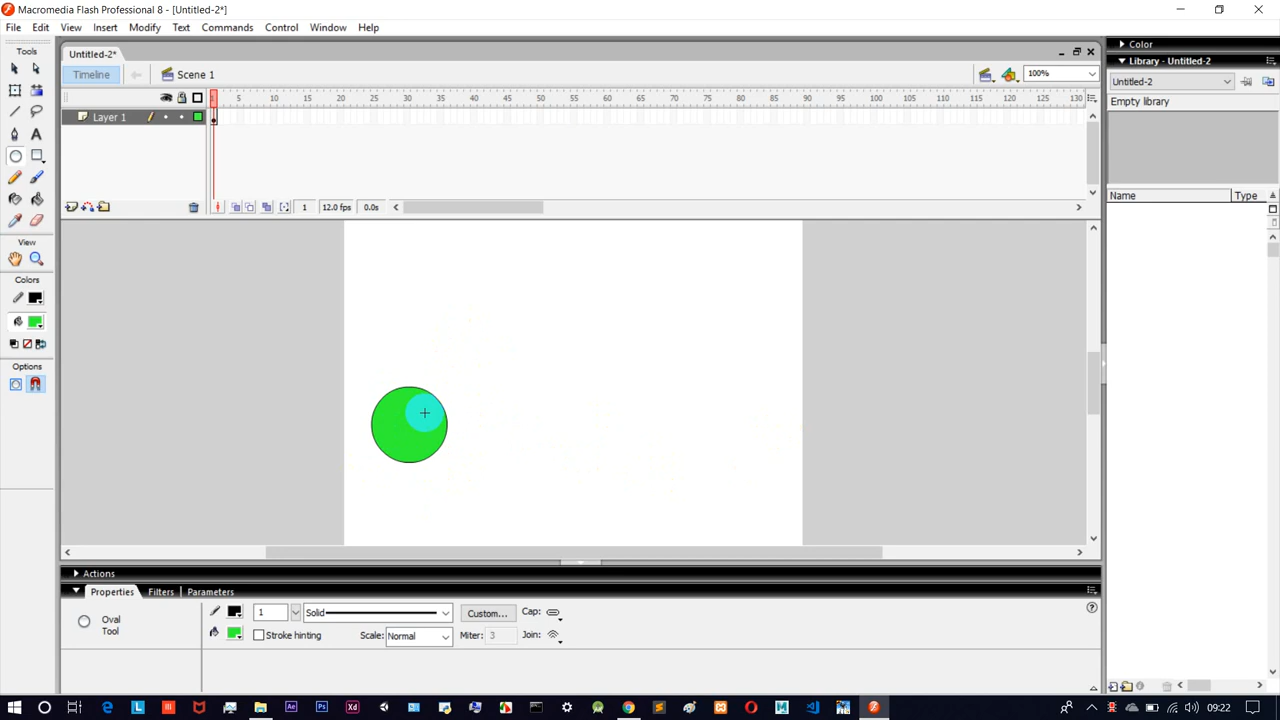 Macromedia Flash Professional 8 - [Untitled-2*]
File Edit View Insert Modify Text Commands Control Window Help
Tools
Untitled-2*
Timeline Scene 1 100%
5 10 15 20 25 30 35 40 45 50 55 60 65 70 75 80 85 90 95 100 105 110 115 120 125 130
Layer 1
1 12.0 fps 0.0s
View
Colors
Options
Color
Library - Untitled-2
Untitled-2
Empty library
Name Type
Actions
Properties Filters Parameters
Oval
Tool
1 Solid Custom... Cap:
Stroke hinting Scale: Normal Miter: 3 Join:
L
Ae Ps Xd
M
09:22